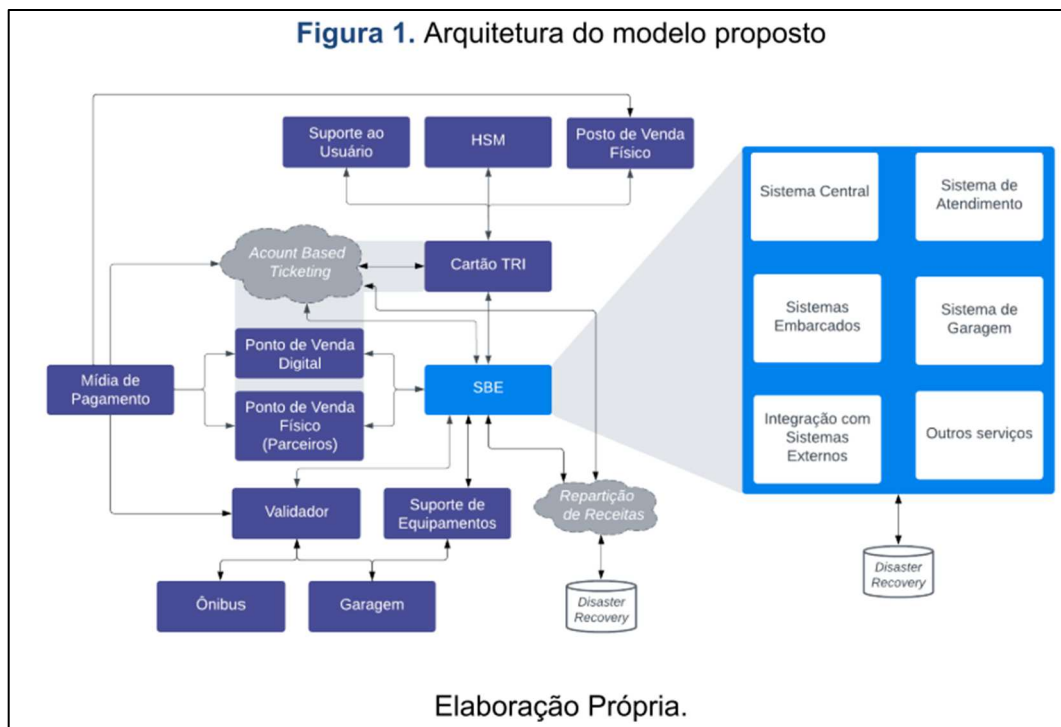 Figura 1. Arquitetura do modelo proposto
Suporte ao
Usuário
HSM
Posto de Venda
Físico
Acount Based
Ticketing
Cartão TRI
Ponto de Venda
Digital
Mídia de
Pagamento
Ponto de Venda
Físico
(Parceiros)
SBE
Validador
Suporte de
Equipamentos
Repartição
de Receitas
Ônibus
Garagem
Disaster
Recovery
Sistema Central
Sistema de
Atendimento
Sistemas
Embarcados
Sistema de
Garagem
Integração com
Sistemas
Externos
Outros serviços
Disaster
Recovery
Elaboração Própria.